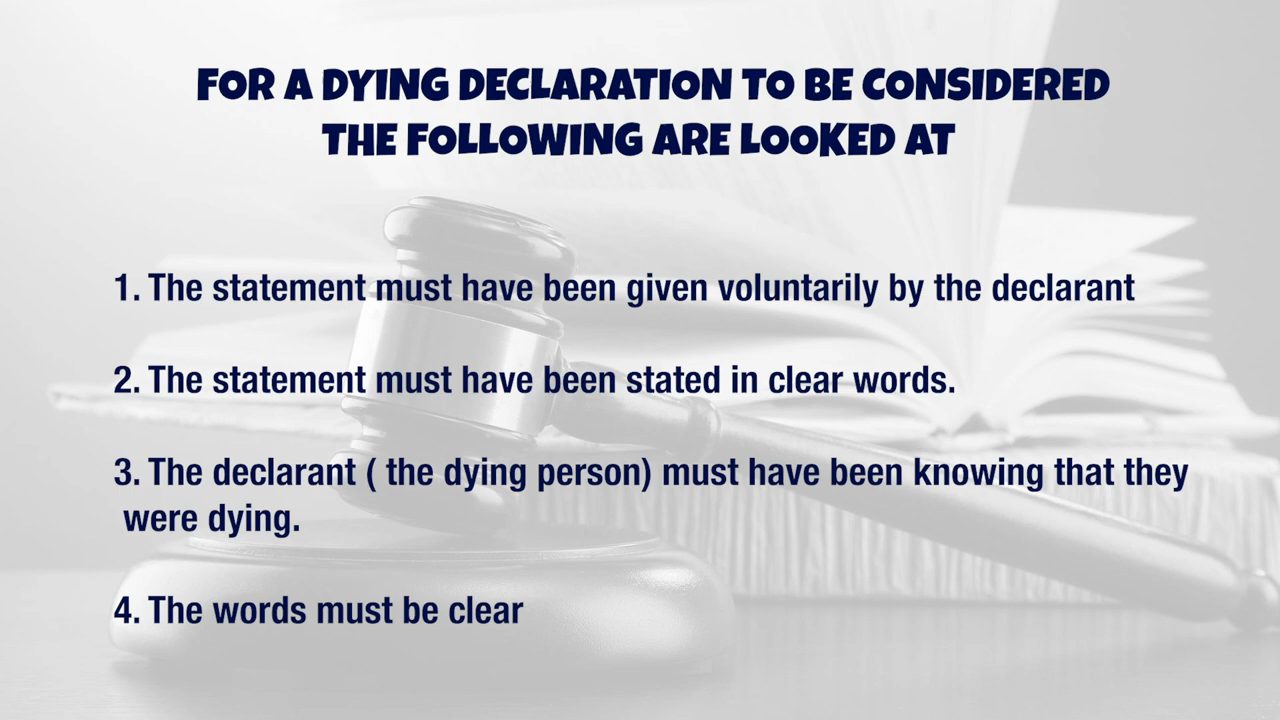 FOR A DYING DECLARATION TO BE CONSIDERED
THE FOLLOWING ARE LOOKED AT
1. The statement must have been given voluntarily by the declarant
2. The statement must have been stated in clear words.
3. The declarant ( the dying person) must have been knowing that they
were dying.
4. The words must be clear